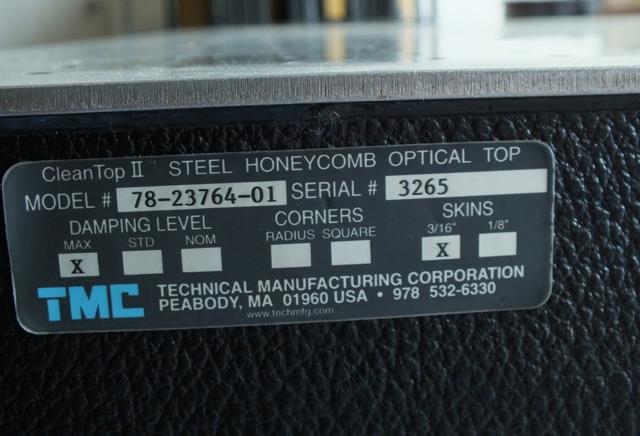 CleanTop II STEEL HONEYCOMB OPTICAL TOP
MODEL # 78-23764-01 SERIAL # 3265
DAMPING LEVEL CORNERS SKINS
MAX STD NOM RADIUS SQUARE 3/16" 1/8"
X X
TMC TECHNICAL MANUFACTURING CORPORATION
PEABODY, MA 01960 USA • 978 532-6330
www.techmfg.com